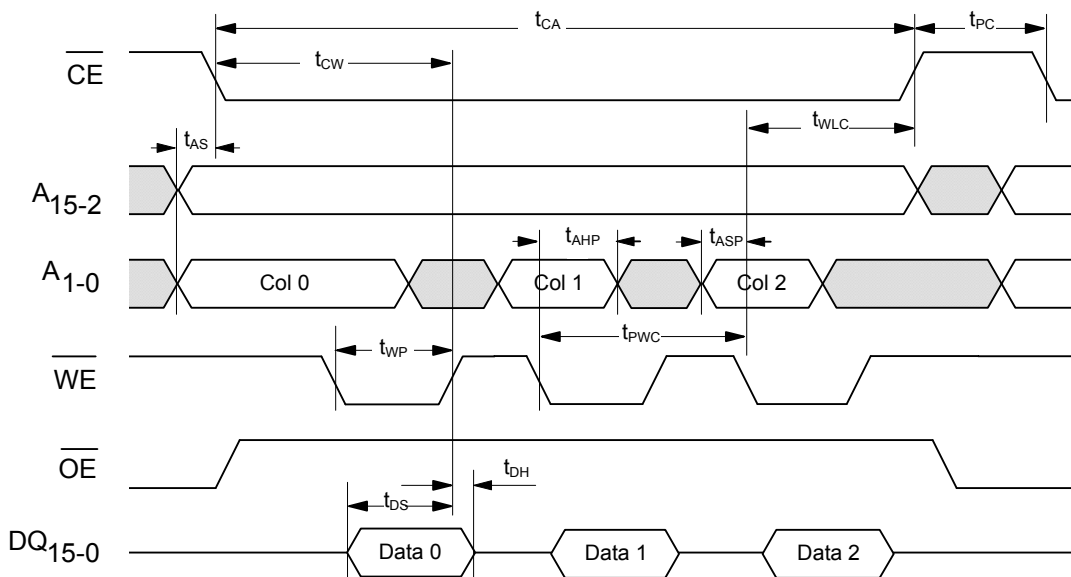 tCA
tPC
CE
tCW
tWLC
tAS
A15-2
tAHP
tASP
A1-0
Col 0
Col 1
Col 2
tPWC
tWP
WE
OE
tDH
tDS
DQ15-0
Data 0
Data 1
Data 2